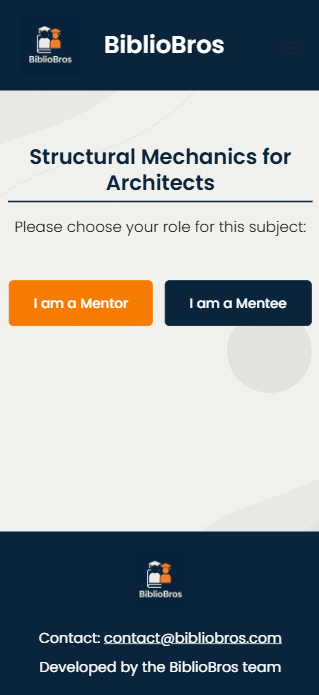 BiblioBros
BiblioBros
Structural Mechanics for
Architects
Please choose your role for this subject:
I am a Mentor
I am a Mentee
BiblioBros
Contact: contact@bibliobros.com
Developed by the BiblioBros team